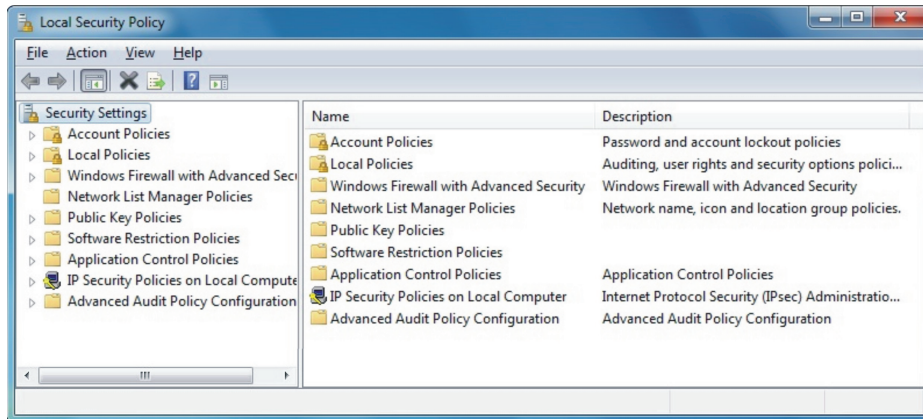 Local Security Policy
File Action View Help
Security Settings
Account Policies
Local Policies
Windows Firewall with Advanced Secu
Network List Manager Policies
Public Key Policies
Software Restriction Policies
Application Control Policies
IP Security Policies on Local Compute
Advanced Audit Policy Configuration
Name Description
Account Policies Password and account lockout policies
Local Policies Auditing, user rights and security options polici...
Windows Firewall with Advanced Security Windows Firewall with Advanced Security
Network List Manager Policies Network name, icon and location group policies.
Public Key Policies
Software Restriction Policies
Application Control Policies Application Control Policies
IP Security Policies on Local Computer Internet Protocol Security (IPsec) Administratio...
Advanced Audit Policy Configuration Advanced Audit Policy Configuration